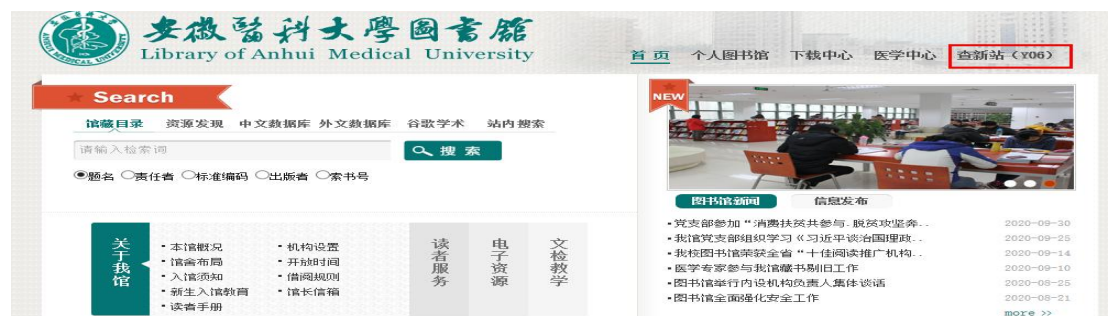 安徽醫科大學圖書館
Library of Anhui Medical University
首页 个人图书馆 下载中心 医学中心 查新站（Y06）
Search
馆藏目录 资源发现 中文数据库 外文数据库 谷歌学术 站内搜索
请输入检索词 搜索
题名 责任者 标准编码 出版者 索书号
关于我馆
·本馆概况 ·机构设置
·馆舍布局 ·开放时间
·入馆须知 ·借阅规则
·新生入馆教育 ·馆长信箱
·读者手册
读者服务
电子资源
文检教学
NEW
图书馆新闻 信息发布
·党支部参加“消费扶贫共参与·脱贫攻坚奔.. 2020-09-30
·我馆党支部组织学习《习近平谈治国理政.. 2020-09-25
·我校图书馆荣获全省“十佳阅读推广机构.. 2020-09-14
·医学专家参与我馆藏书剔旧工作 2020-09-10
·图书馆举行内设机构负责人集体谈话 2020-08-25
·图书馆全面强化安全工作 2020-08-21
more >>